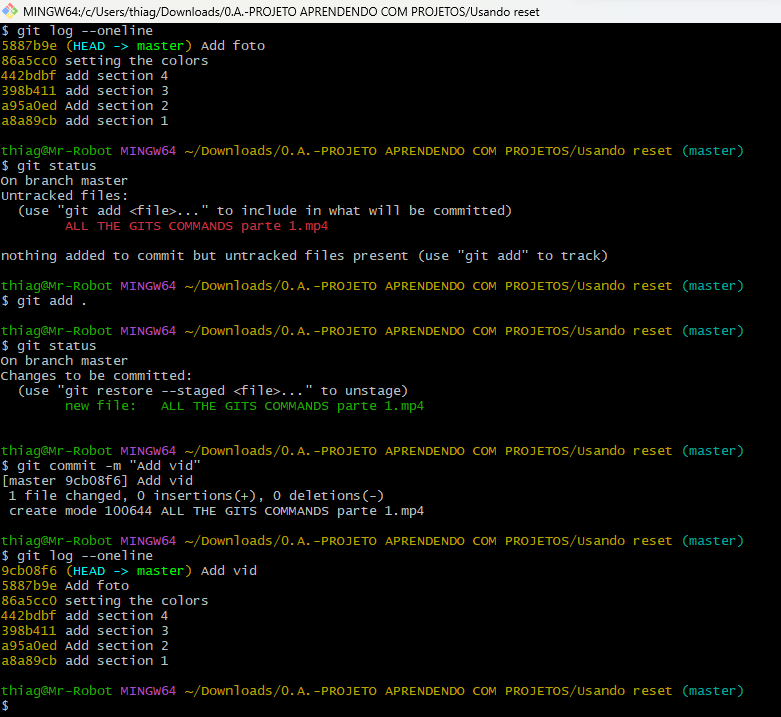 MINGW64:/c/Users/thiag/Downloads/0.A.-PROJETO APRENDENDO COM PROJETOS/Usando reset
$ git log --oneline
5887b9e (HEAD -> master) Add foto
86a5cc0 setting the colors
442bdbf add section 4
398b411 add section 3
a95a0ed Add section 2
a8a89cb add section 1
thiag@Mr-Robot MINGW64 ~/Downloads/0.A.-PROJETO APRENDENDO COM PROJETOS/Usando reset (master)
$ git status
On branch master
Untracked files:
(use "git add <file>..." to include in what will be committed)
ALL THE GITS COMMANDS parte 1.mp4
nothing added to commit but untracked files present (use "git add" to track)
thiag@Mr-Robot MINGW64 ~/Downloads/0.A.-PROJETO APRENDENDO COM PROJETOS/Usando reset (master)
$ git add .
thiag@Mr-Robot MINGW64 ~/Downloads/0.A.-PROJETO APRENDENDO COM PROJETOS/Usando reset (master)
$ git status
On branch master
Changes to be committed:
(use "git restore --staged <file>..." to unstage)
new file:   ALL THE GITS COMMANDS parte 1.mp4
thiag@Mr-Robot MINGW64 ~/Downloads/0.A.-PROJETO APRENDENDO COM PROJETOS/Usando reset (master)
$ git commit -m "Add vid"
[master 9cb08f6] Add vid
1 file changed, 0 insertions(+), 0 deletions(-)
create mode 100644 ALL THE GITS COMMANDS parte 1.mp4
thiag@Mr-Robot MINGW64 ~/Downloads/0.A.-PROJETO APRENDENDO COM PROJETOS/Usando reset (master)
$ git log --oneline
9cb08f6 (HEAD -> master) Add vid
5887b9e Add foto
86a5cc0 setting the colors
442bdbf add section 4
398b411 add section 3
a95a0ed Add section 2
a8a89cb add section 1
thiag@Mr-Robot MINGW64 ~/Downloads/0.A.-PROJETO APRENDENDO COM PROJETOS/Usando reset (master)
$